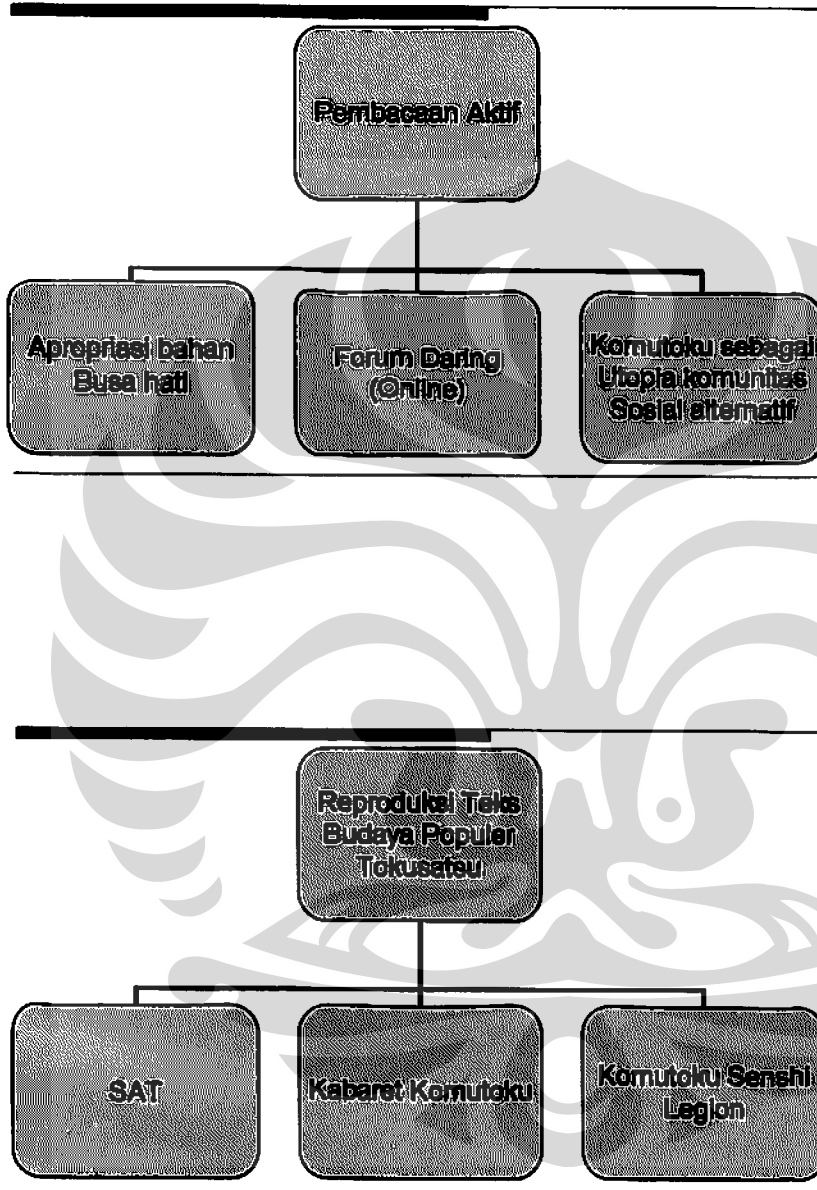 Pembacaan Aktif
Apropriasi bahan
Busa hati
Forum Daring
(Online)
Komutoku sebagai
Utopia komunitas
Sosial alternatif
Reproduksi Teks
Budaya Populer
Tokusatsu
SAT
Kabaret Komutoku
Komutoku Senshi
Legion